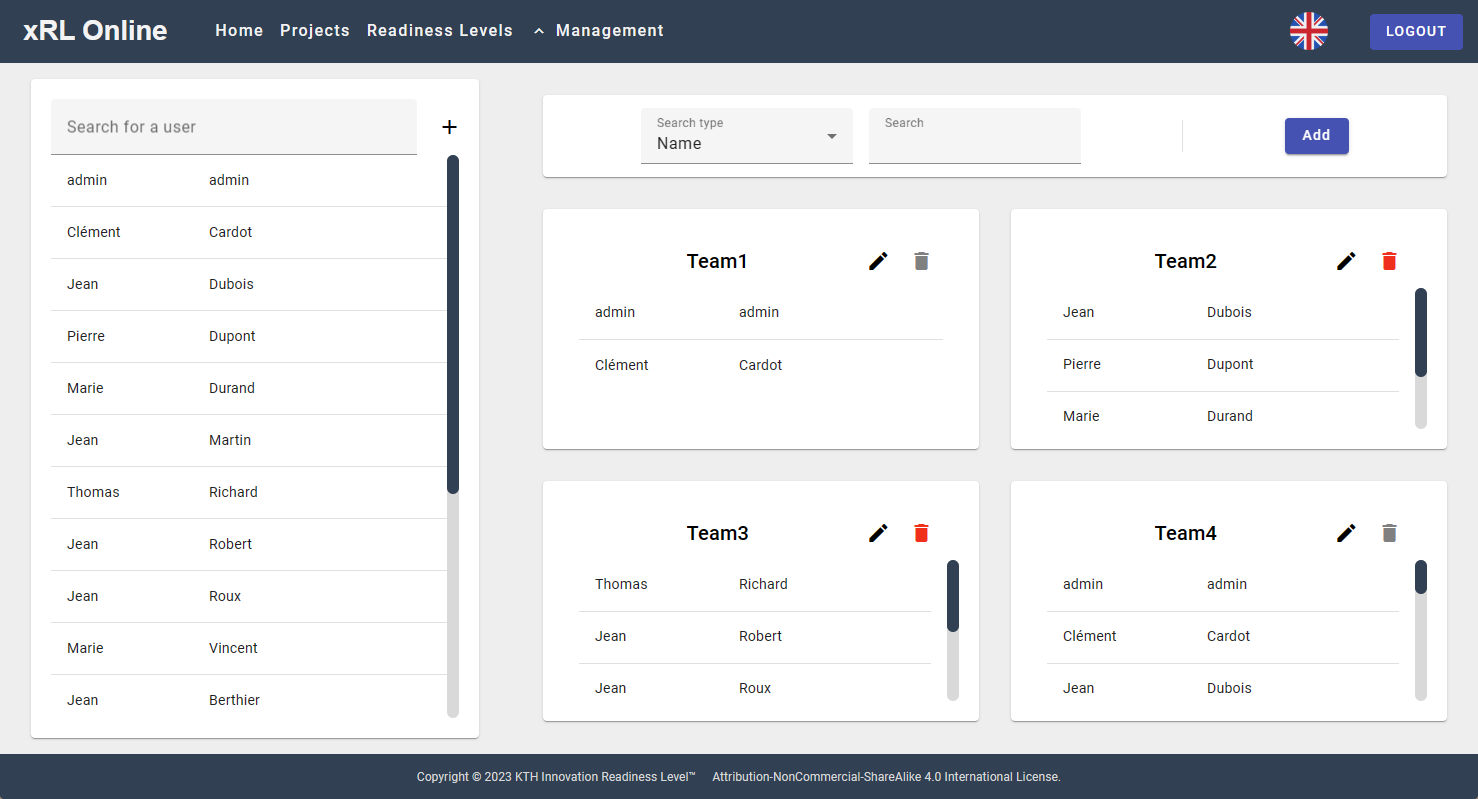 xRL Online Home Projects Readiness Levels Management LOGOUT
Search for a user
admin admin
Clément Cardot
Jean Dubois
Pierre Dupont
Marie Durand
Jean Martin
Thomas Richard
Jean Robert
Jean Roux
Marie Vincent
Jean Berthier
Search type
Name
Search
Add
Team1
admin admin
Clément Cardot
Team2
Jean Dubois
Pierre Dupont
Marie Durand
Team3
Thomas Richard
Jean Robert
Jean Roux
Team4
admin admin
Clément Cardot
Jean Dubois
Copyright © 2023 KTH Innovation Readiness Level™ Attribution-NonCommercial-ShareAlike 4.0 International License.